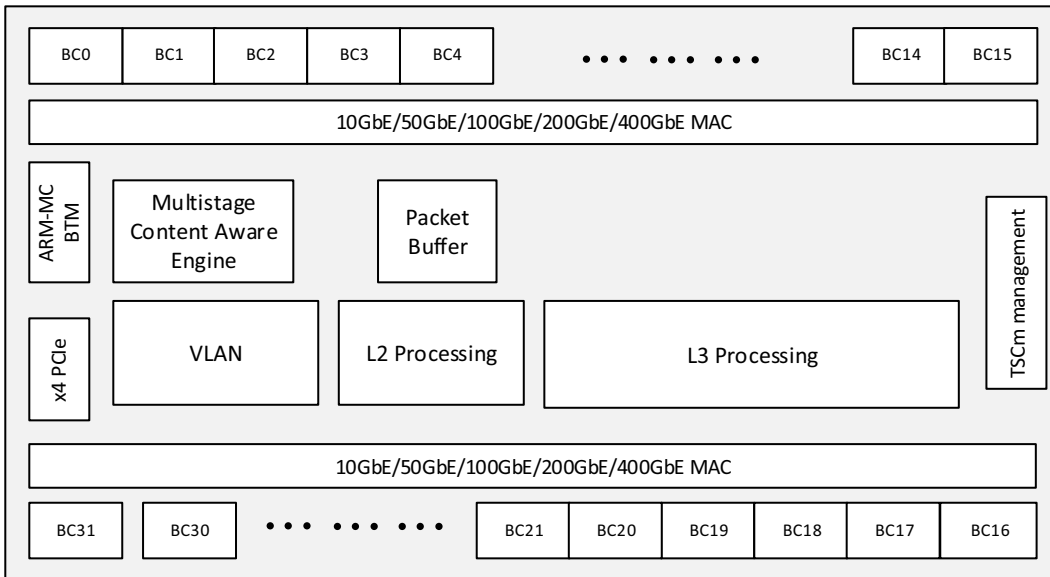 BC0 BC1 BC2 BC3 BC4 BC14 BC15
10GbE/50GbE/100GbE/200GbE/400GbE MAC
ARM-MC
BTM
Multistage
Content Aware
Engine
Packet
Buffer
TSCm management
x4 PCIe
VLAN
L2 Processing
L3 Processing
10GbE/50GbE/100GbE/200GbE/400GbE MAC
BC31 BC30 BC21 BC20 BC19 BC18 BC17 BC16